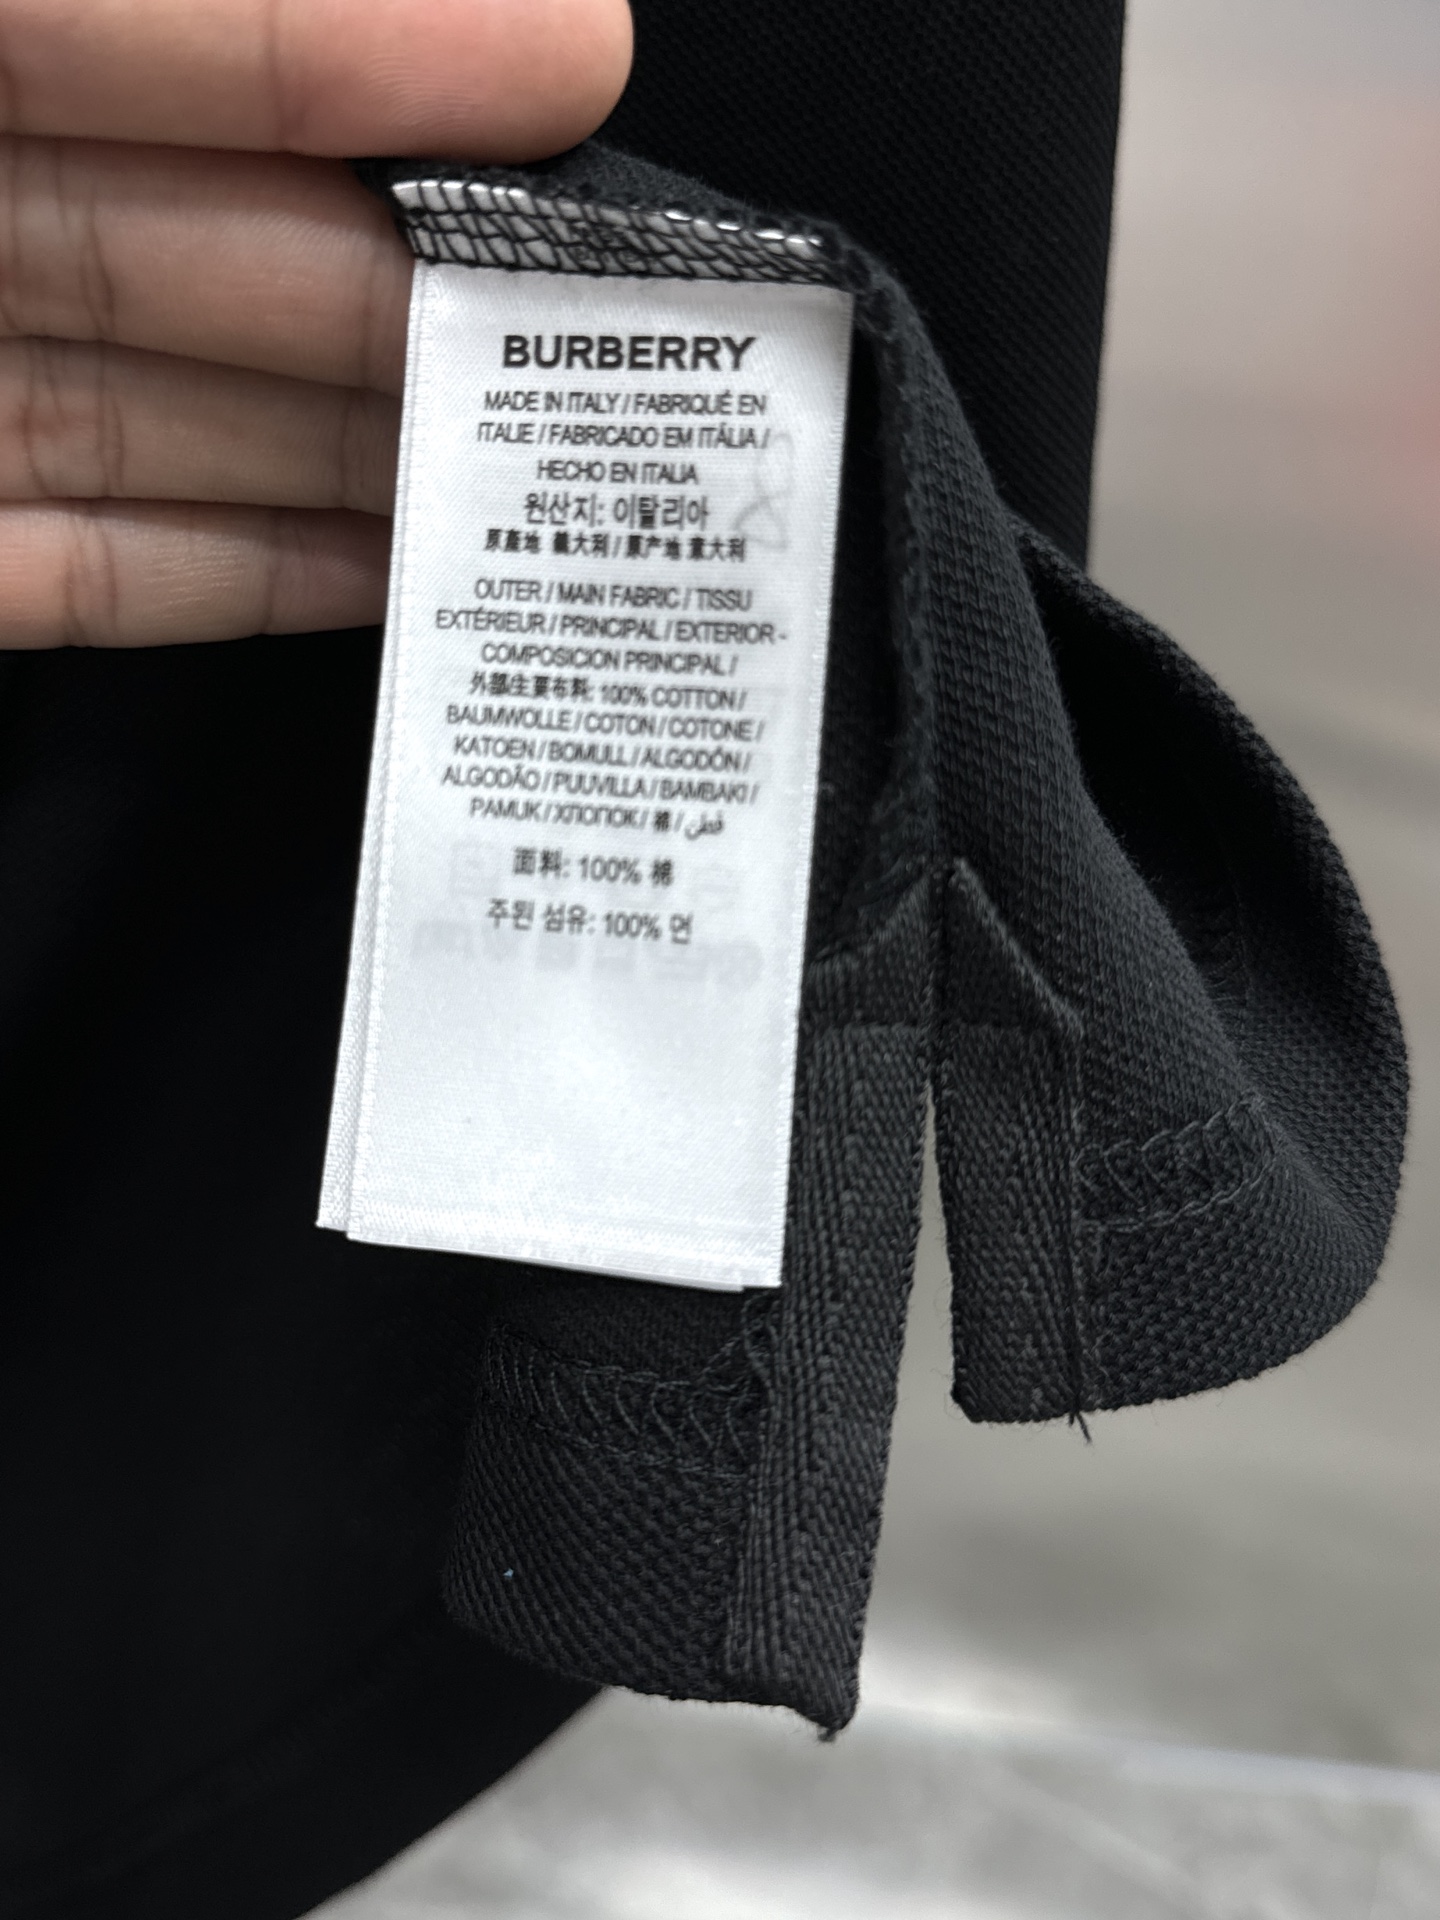 BURBERRY
MADE IN ITALY / FABRIQUÉ EN
ITALIE / FABRICADO EM ITÁLIA /
HECHO EN ITALIA
원산지: 이탈리아
原產地 義大利 / 原产地 意大利
OUTER / MAIN FABRIC / TISSU
EXTÉRIEUR / PRINCIPAL / EXTERIOR -
COMPOSICION PRINCIPAL /
外部主要布料: 100% COTTON /
BAUMWOLLE / COTON / COTONE /
KATOEN / BOMULL / ALGODÓN /
ALGODÃO / PUUVILLA / BAMBAKI /
PAMUK / ХЛОПОК / 棉 / قطن
面料: 100% 棉
주된 섬유: 100% 면